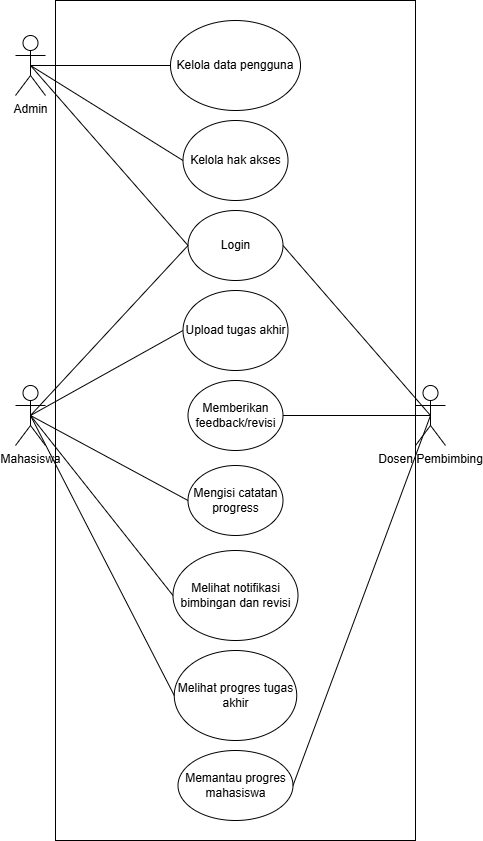 Kelola data pengguna
Admin
Kelola hak akses
Login
Upload tugas akhir
Memberikan
feedback/revisi
Mahasiswa
Dosen Pembimbing
Mengisi catatan
progress
Melihat notifikasi
bimbingan dan revisi
Melihat progres tugas
akhir
Memantau progres
mahasiswa